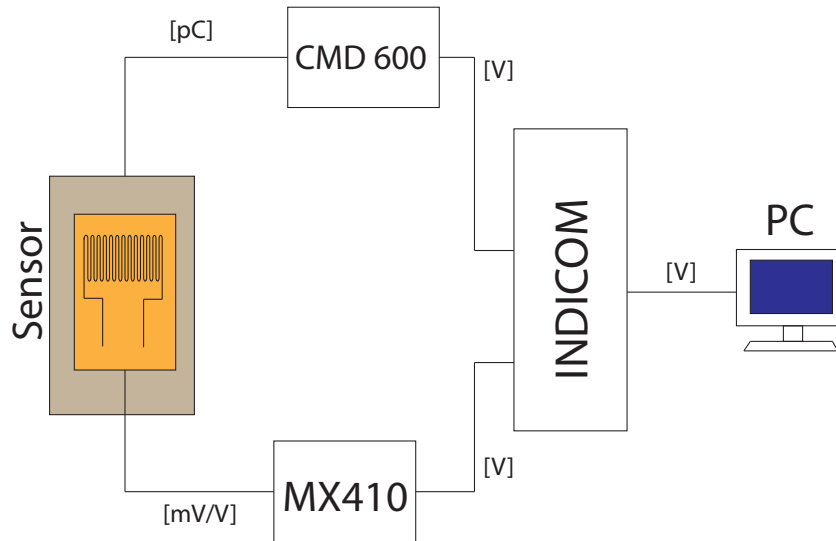 [pC]
CMD 600
[V]
Sensor
INDICOM
PC
[V]
[mV/V]
MX410
[V]